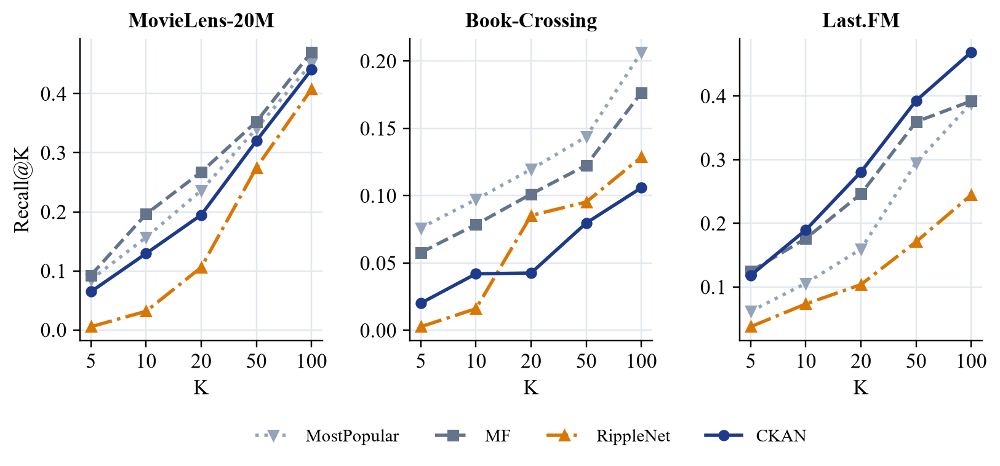 MovieLens-20M
Book-Crossing
Last.FM
Recall@K
0.4
0.3
0.2
0.1
0.0
5 10 20 50 100
K
0.20
0.15
0.10
0.05
0.00
5 10 20 50 100
K
0.4
0.3
0.2
0.1
5 10 20 50 100
K
MostPopular MF RippleNet CKAN